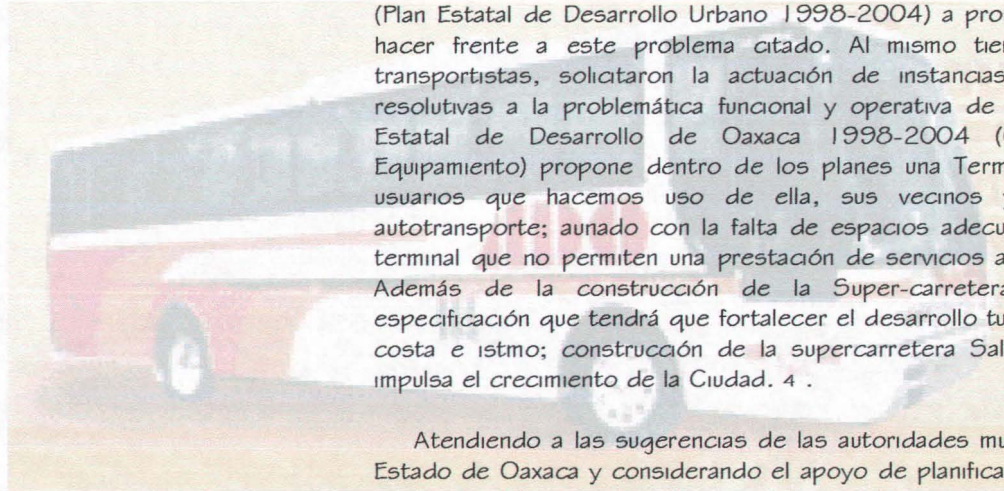 (Plan Estatal de Desarrollo Urbano 1998-2004) a pro
hacer frente a este problema citado. Al mismo tier
transportistas, solicitaron la actuación de instancias
resolutivas a la problemática funcional y operativa de
Estatal de Desarrollo de Oaxaca 1998-2004 (
Equipamiento) propone dentro de los planes una Term
usuarios que hacemos uso de ella, sus vecinos
autotransporte; aunado con la falta de espacios adecu
terminal que no permiten una prestación de servicios a
Además de la construcción de la Super-carretera
especificación que tendrá que fortalecer el desarrollo tu
costa e istmo; construcción de la supercarretera Sal
impulsa el crecimiento de la Ciudad. 4 .
Atendiendo a las sugerencias de las autoridades mu
Estado de Oaxaca y considerando el apoyo de planifica
ADO